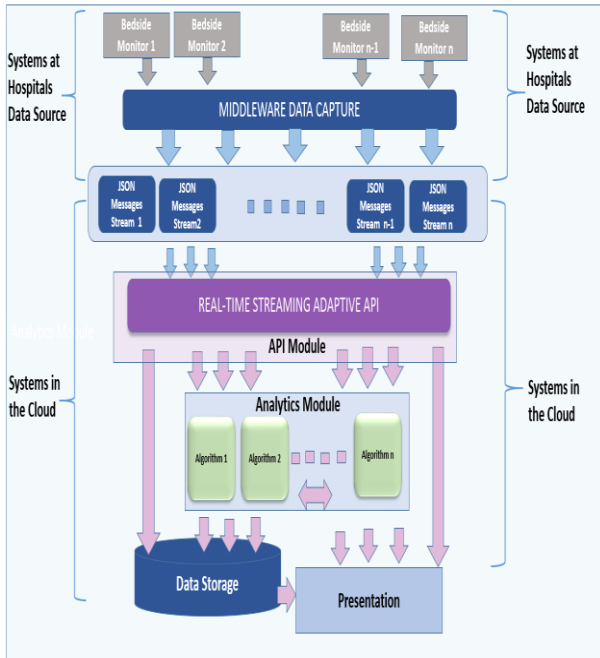 Bedside
Monitor 1
Bedside
Monitor 2
Bedside
Monitor n-1
Bedside
Monitor n
Systems at
Hospitals
Data Source
Systems at
Hospitals
Data Source
MIDDLEWARE DATA CAPTURE
JSON
Messages
Stream 1
JSON
Messages
Stream2
JSON
Messages
Stream n-1
JSON
Messages
Stream n
REAL-TIME STREAMING ADAPTIVE API
Analytics Module
API Module
Systems in
the Cloud
Systems in
the Cloud
Analytics Module
Algorithm 1
Algorithm 2
Algorithm n
Data Storage
Presentation